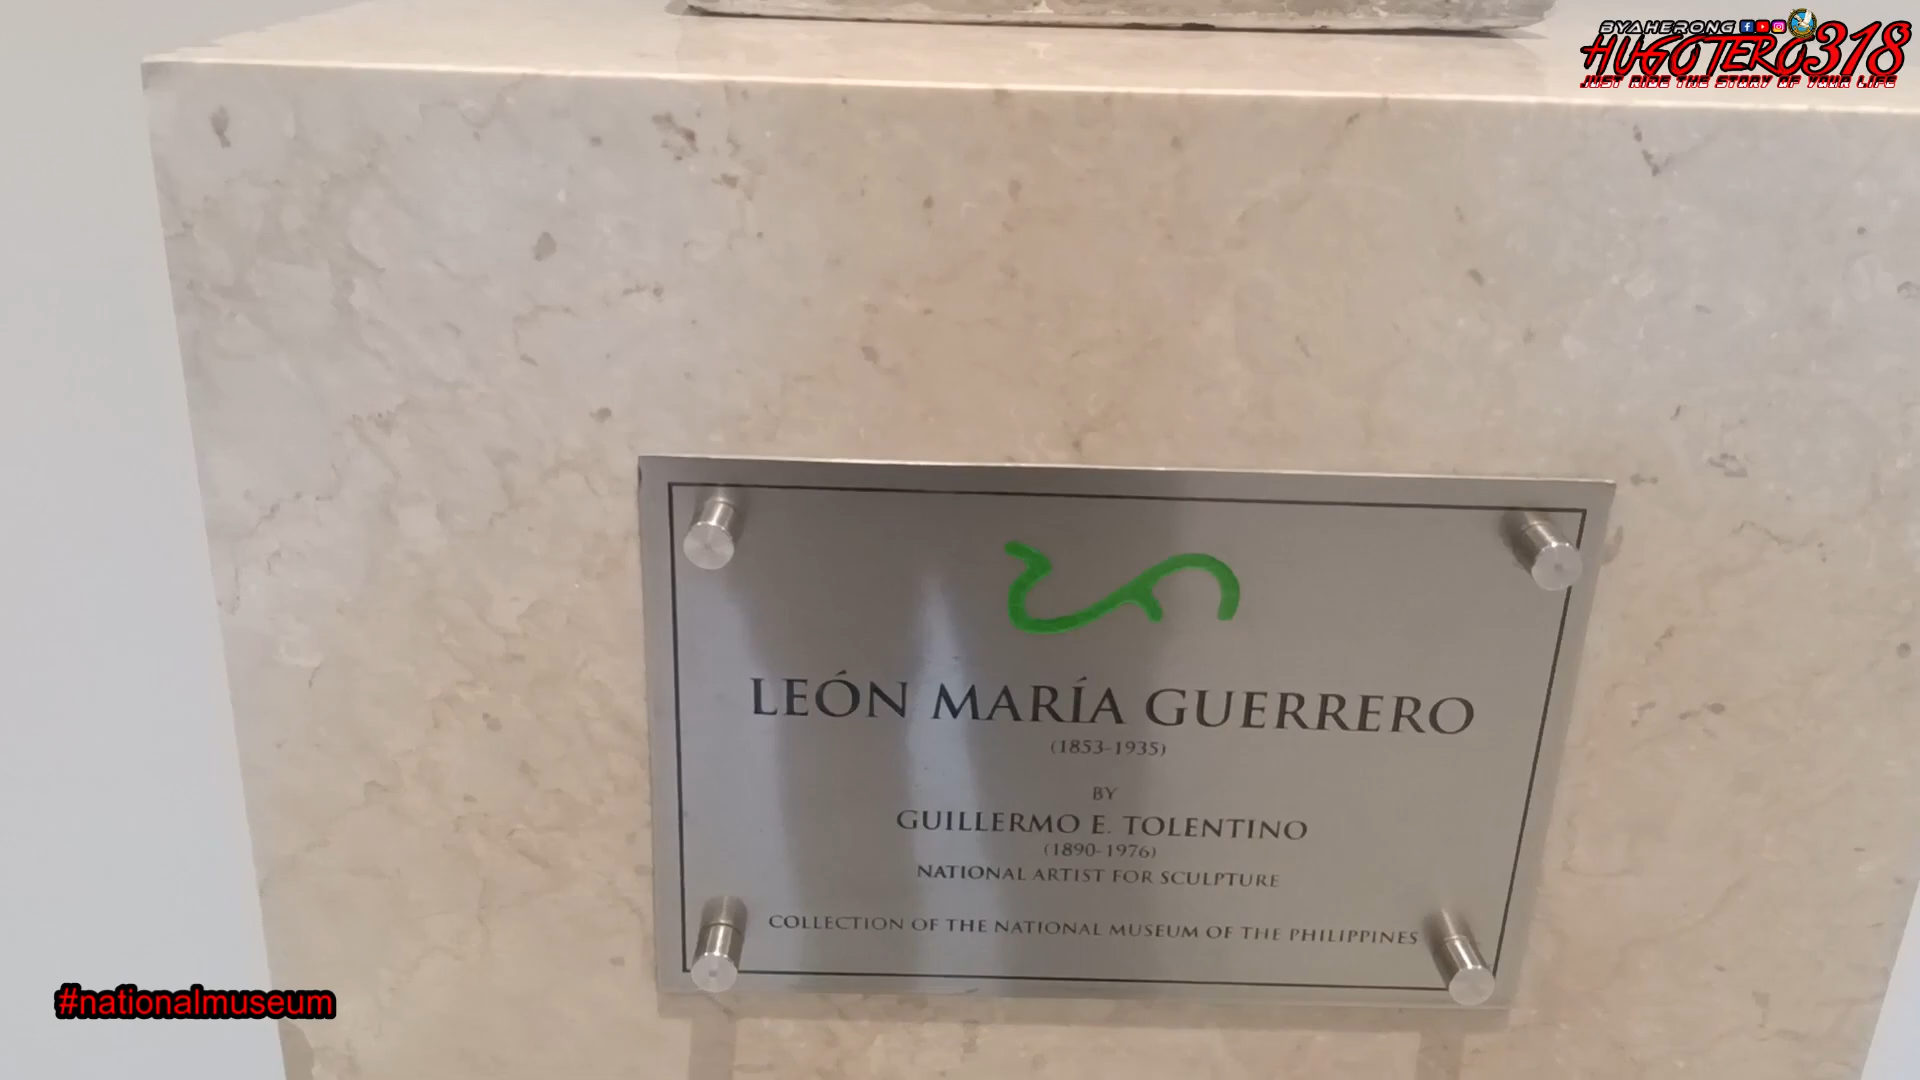 BYAHERONG
HUGOTERO318
JUST RIDE THE STORY OF YOUR LIFE
LEÓN MARÍA GUERRERO
(1853-1935)
BY
GUILLERMO E. TOLENTINO
(1890-1976)
NATIONAL ARTIST FOR SCULPTURE
COLLECTION OF THE NATIONAL MUSEUM OF THE PHILIPPINES
#nationalmuseum